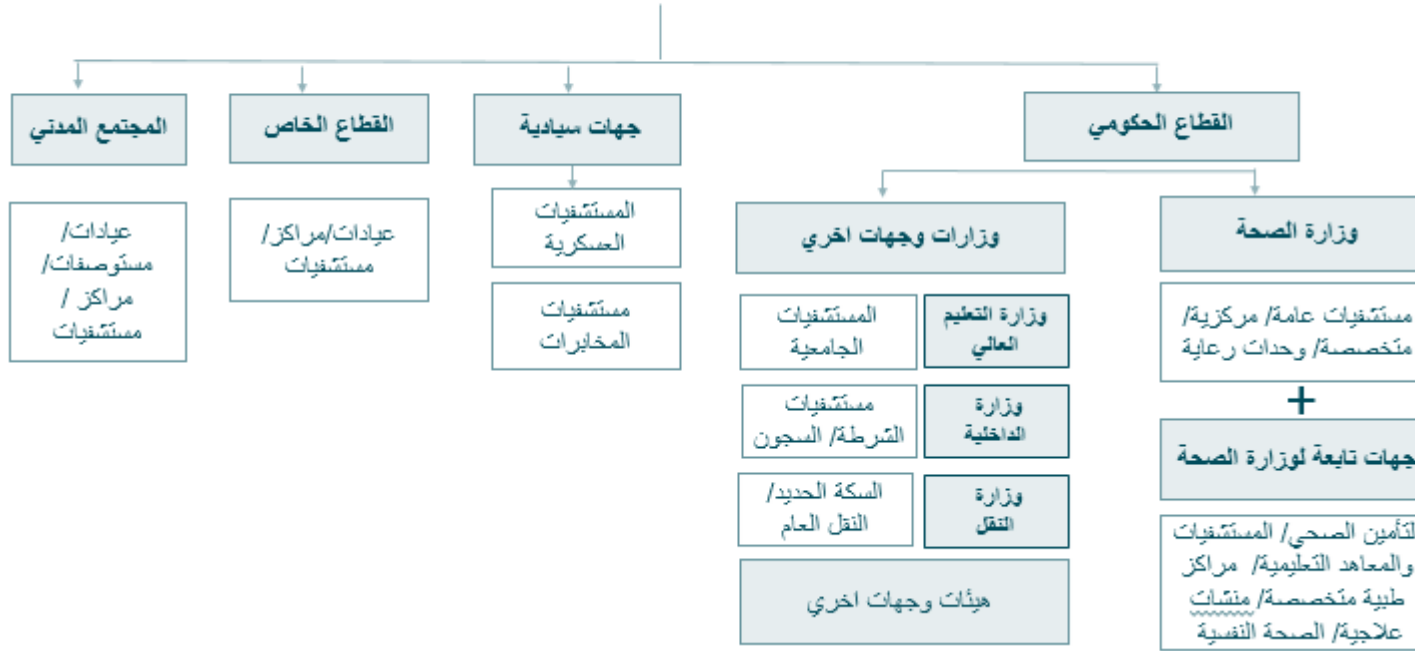 القطاع الحكومي
جهات سيادية
القطاع الخاص
المجتمع المدني
وزارة الصحة
مستشفيات عامة/ مركزية/
متخصصة/ وحدات رعاية
+
جهات تابعة لوزارة الصحة
لتأمين الصحي/ المستشفيات
والمعاهد التعليمية/ مراكز
طبية متخصصة/ منشات
علاجية/ الصحة النفسية
وزارات وجهات اخري
وزارة التعليم
العالي
المستشفيات
الجامعية
وزارة
الداخلية
مستشفيات
الشرطة/ السجون
وزارة
النقل
السكة الحديد/
النقل العام
هيئات وجهات اخري
المستشفيات
العسكرية
مستشفيات
المخابرات
عيادات/مراكز/
مستشفيات
عيادات/
مستوصفات/
مراكز /
مستشفيات